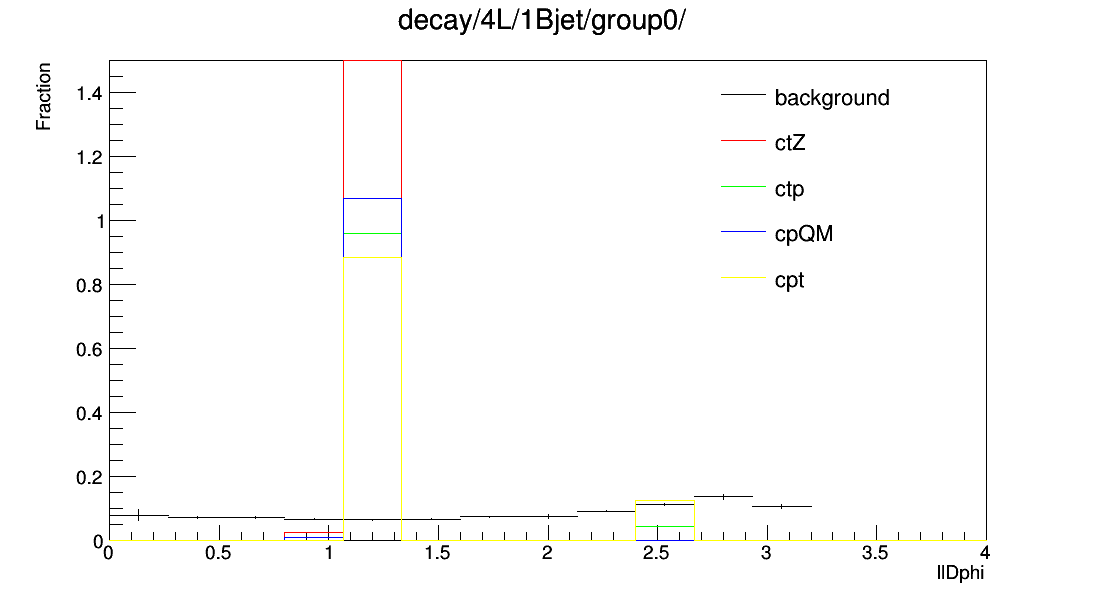 decay/4L/1Bjet/group0/
Fraction
1.4
1.2
1
0.8
0.6
0.4
0.2
0
background
ctZ
ctp
cpQM
cpt
0 0.5 1 1.5 2 2.5 3 3.5 4
llDphi